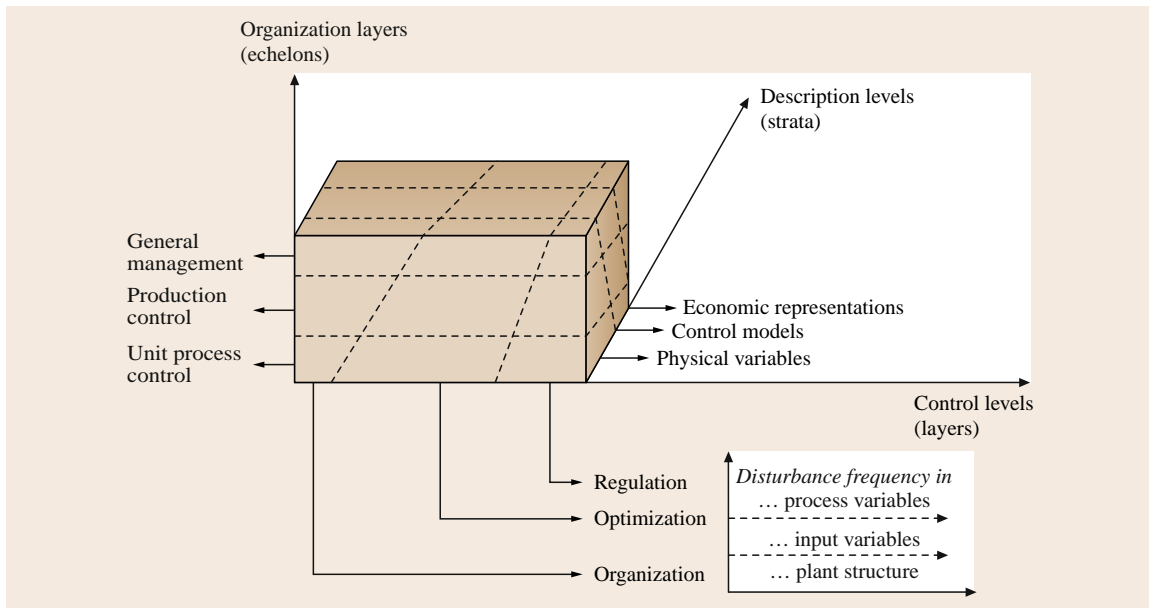 Organization layers
(echelons)
Description levels
(strata)
General
management
Production
control
Unit process
control
Economic representations
Control models
Physical variables
Control levels
(layers)
Regulation
Optimization
Organization
Disturbance frequency in
… process variables
… input variables
… plant structure